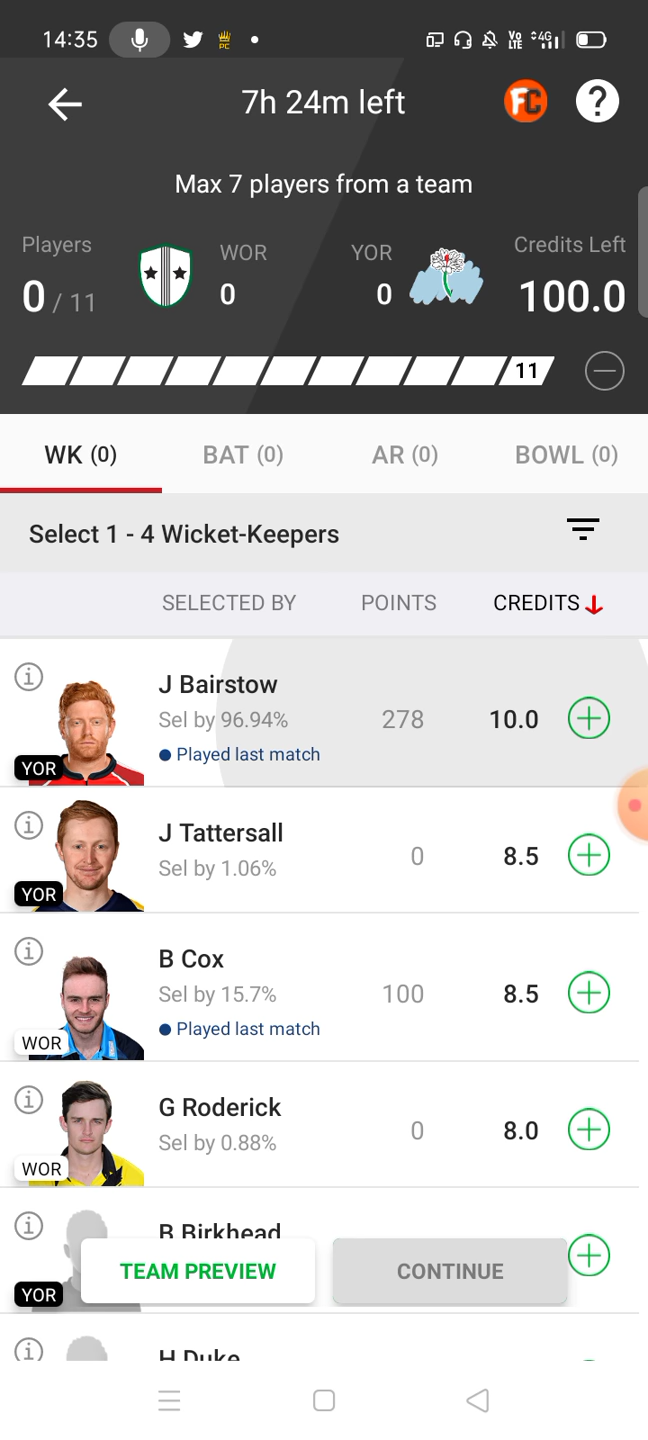 14:35
PC
Vo LTE 4G
7h 24m left
FC
?
Max 7 players from a team
Players
WOR
YOR
Credits Left
0 / 11
0
0
100.0
11
WK (0)
BAT (0)
AR (0)
BOWL (0)
Select 1 - 4 Wicket-Keepers
SELECTED BY
POINTS
CREDITS
J Bairstow
Sel by 96.94%
278
10.0
Played last match
YOR
J Tattersall
Sel by 1.06%
0
8.5
YOR
B Cox
Sel by 15.7%
100
8.5
Played last match
WOR
G Roderick
Sel by 0.88%
0
8.0
WOR
B Birkhead
TEAM PREVIEW
CONTINUE
YOR
H Duke